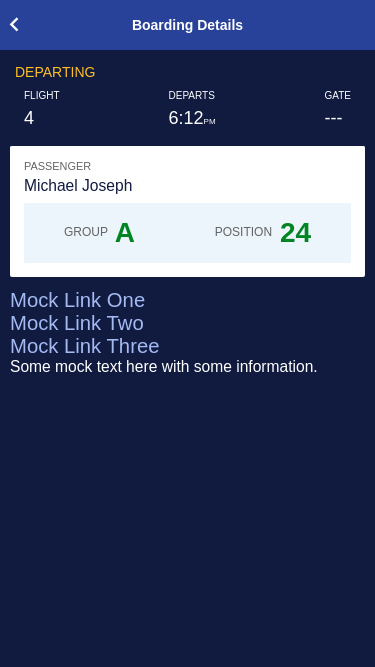 Boarding Details
DEPARTING
FLIGHT DEPARTS GATE
4 6:12PM ---
PASSENGER
Michael Joseph
GROUP A POSITION 24
Mock Link One
Mock Link Two
Mock Link Three
Some mock text here with some information.